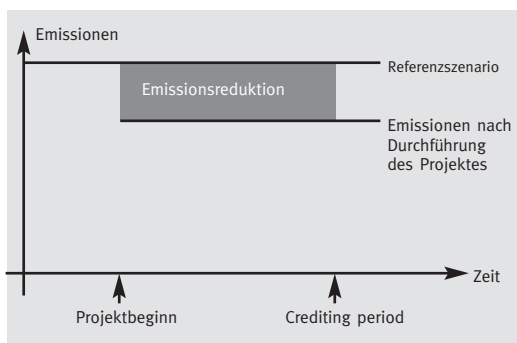 Emissionen
Referenzszenario
Emissionsreduktion
Emissionen nach
Durchführung
des Projektes
Zeit
Projektbeginn
Crediting period